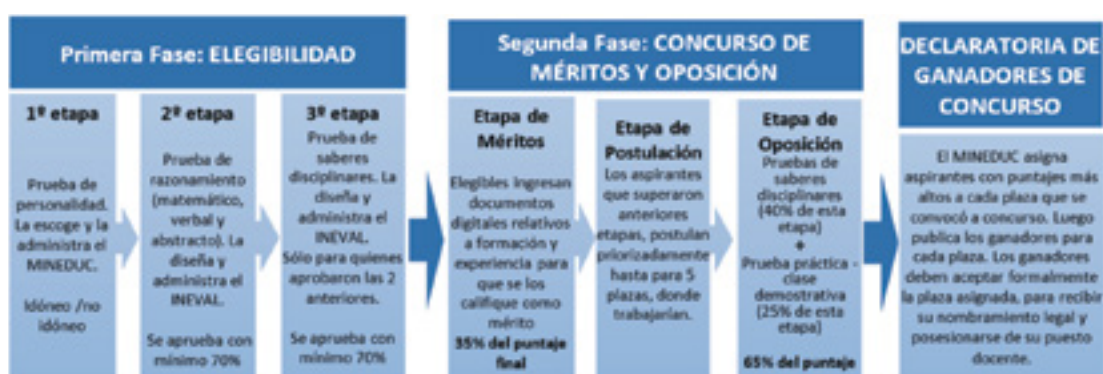 Primera Fase: ELEGIBILIDAD
1º etapa
Prueba de
personalidad.
La escoge y la
administra el
MINEDUC.
Idóneo /no
idóneo
2º etapa
Prueba de
razonamiento
(matemático,
verbal y
abstracto). La
diseña y
administra el
INEVAL.
Se aprueba con
mínimo 70%
3º etapa
Prueba de
saberes
disciplinares. La
diseña y
administra el
INEVAL.
Sólo para quienes
aprobaron las 2
anteriores.
Se aprueba con
mínimo 70%
Segunda Fase: CONCURSO DE
MÉRITOS Y OPOSICIÓN
Etapa de
Méritos
Elegibles ingresan
documentos
digitales relativos
a formación y
experiencia para
que se los
califique como
mérito
35% del puntaje
final
Etapa de
Postulación
Los aspirantes
que superaron
anteriores
etapas, postulan
priorizadamente
hasta para 5
plazas, donde
trabajarían.
Etapa de
Oposición
Pruebas de
saberes
disciplinares
(40% de esta
etapa)
+
Prueba práctica -
clase
demostrativa
(25% de esta
etapa)
65% del puntaje
DECLARATORIA DE
GANADORES DE
CONCURSO
El MINEDUC asigna
aspirantes con puntajes más
altos a cada plaza que se
convocó a concurso. Luego
publica los ganadores para
cada plaza. Los ganadores
deben aceptar formalmente
la plaza asignada, para recibir
su nombramiento legal y
posesionarse de su puesto
docente.